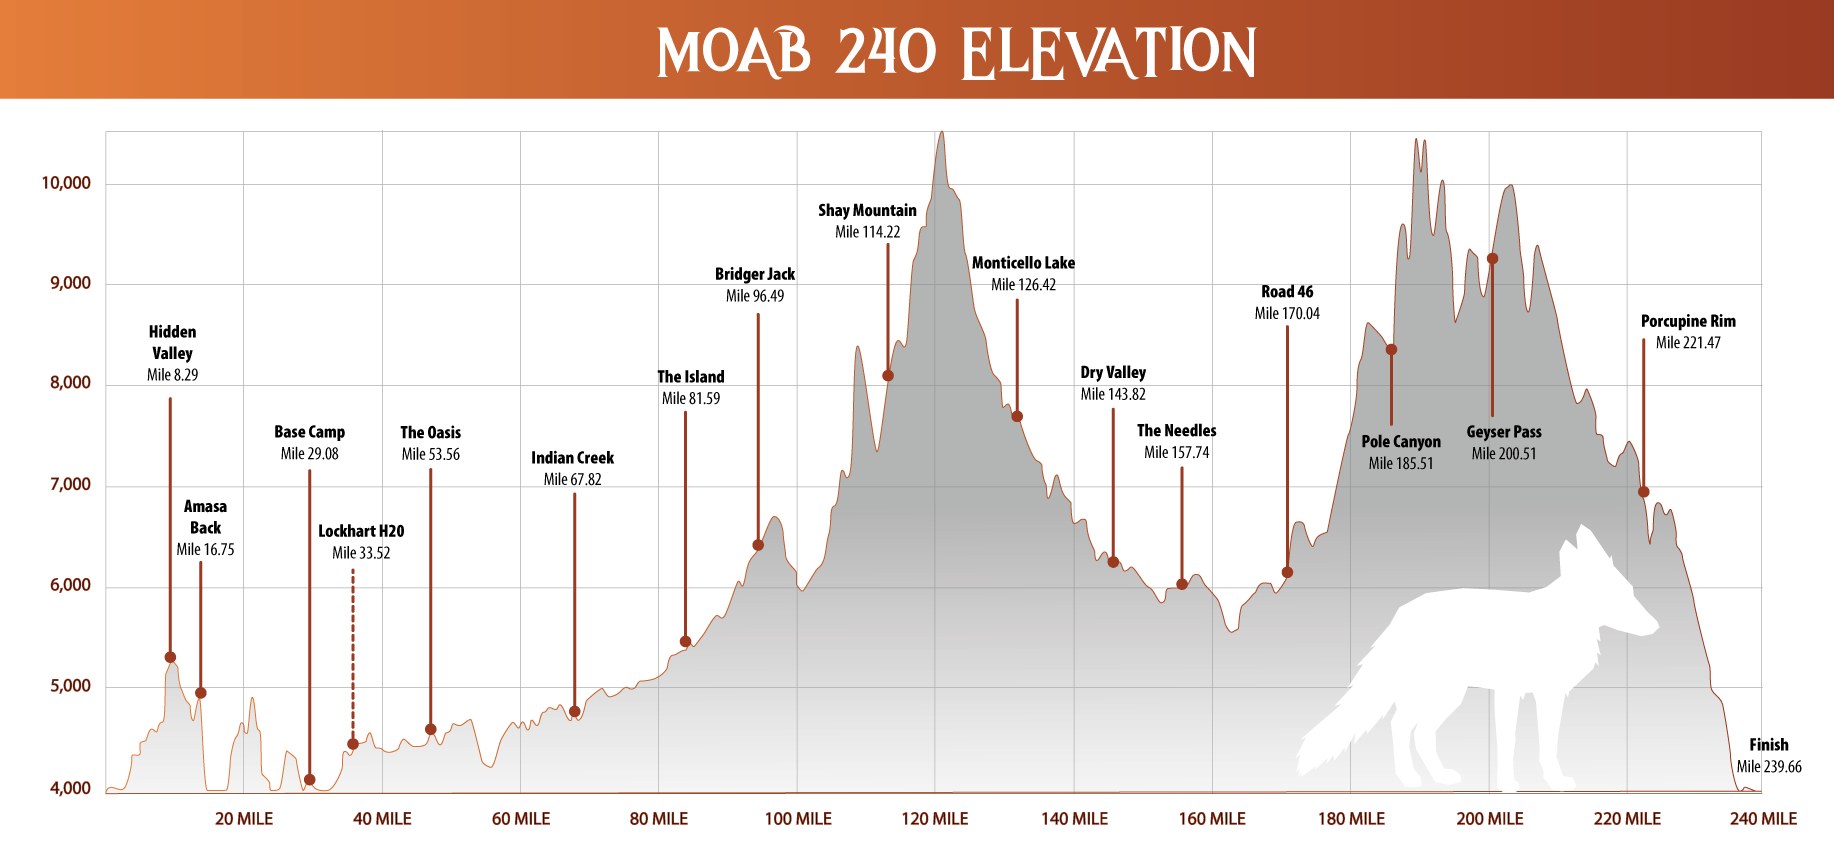 MOAB 240 ELEVATION
10,000
9,000
8,000
7,000
6,000
5,000
4,000
Hidden
Valley
Mile 8.29
Amasa
Back
Mile 16.75
Base Camp
Mile 29.08
Lockhart H20
Mile 33.52
The Oasis
Mile 53.56
Indian Creek
Mile 67.82
The Island
Mile 81.59
Bridger Jack
Mile 96.49
Shay Mountain
Mile 114.22
Monticello Lake
Mile 126.42
Dry Valley
Mile 143.82
The Needles
Mile 157.74
Road 46
Mile 170.04
Pole Canyon
Mile 185.51
Geyser Pass
Mile 200.51
Porcupine Rim
Mile 221.47
Finish
Mile 239.66
20 MILE
40 MILE
60 MILE
80 MILE
100 MILE
120 MILE
140 MILE
160 MILE
180 MILE
200 MILE
220 MILE
240 MILE